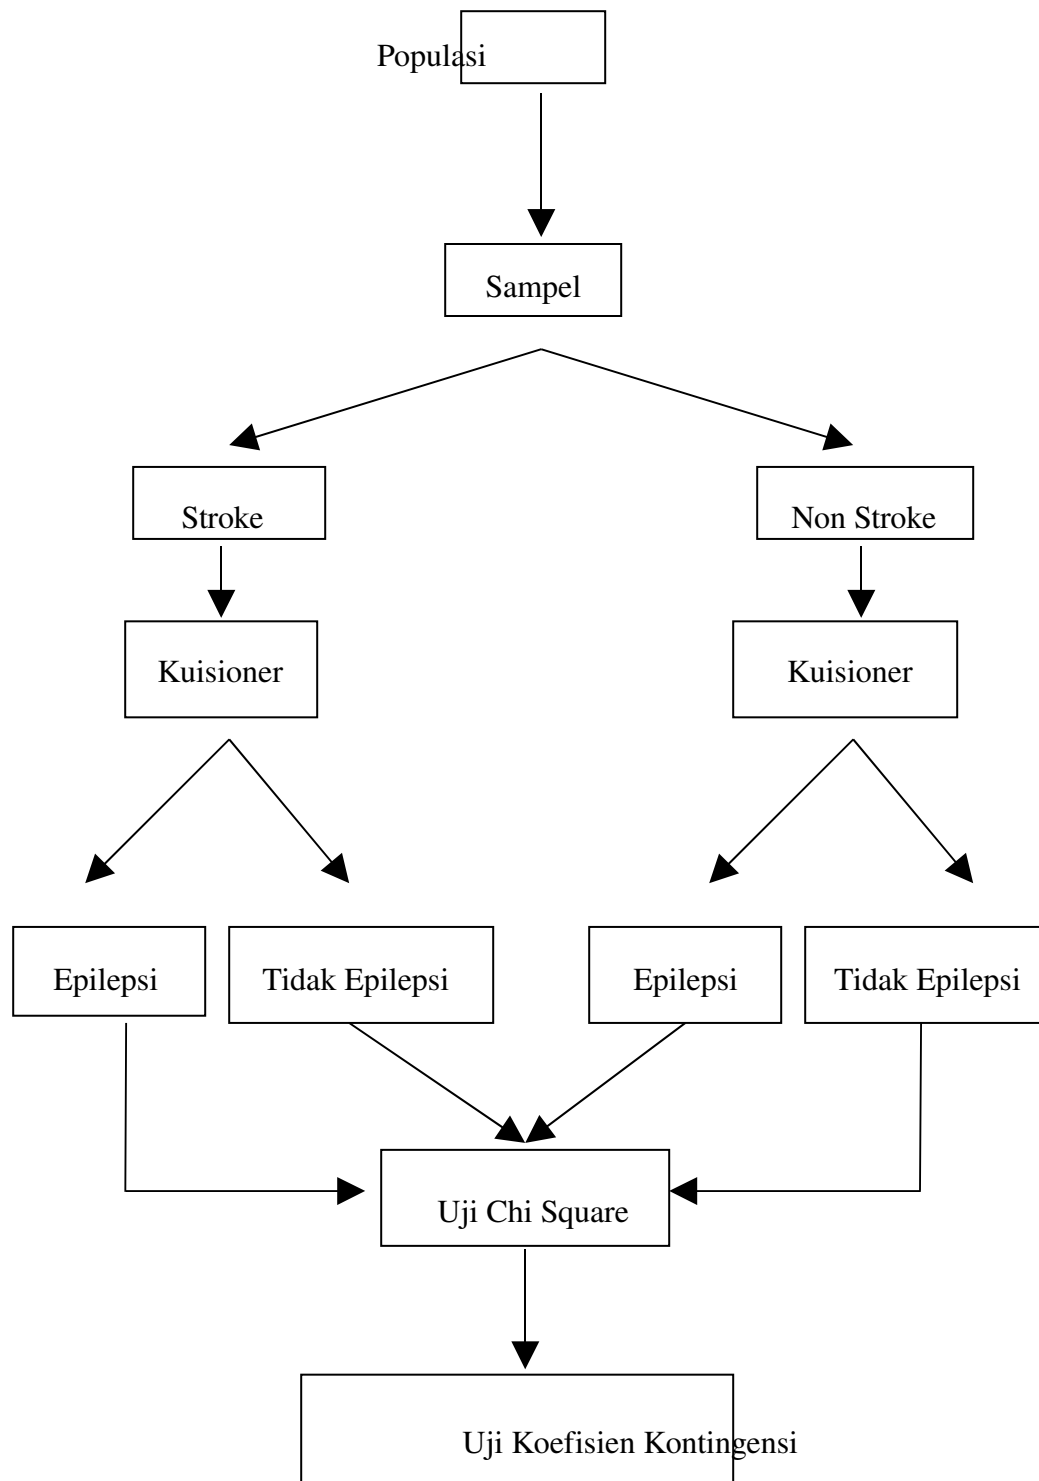 Populasi
Sampel
Stroke
Non Stroke
Kuisioner
Kuisioner
Epilepsi
Tidak Epilepsi
Epilepsi
Tidak Epilepsi
Uji Chi Square
Uji Koefisien Kontingensi